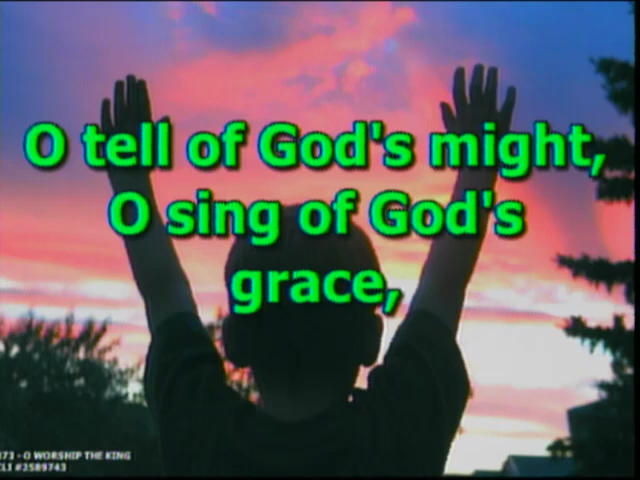 O tell of God's might,
O sing of God's
grace,
73 - O WORSHIP THE KING
CLI #2589743